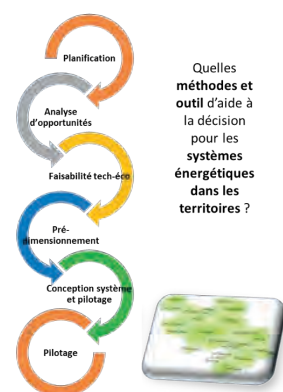 Planification
Analyse
d'opportunités
Faisabilité tech-éco
Pré-
dimensionnement
Conception système
et pilotage
Pilotage
Quelles
méthodes et
outil d'aide à
la décision
pour les
systèmes
énergétiques
dans les
territoires ?